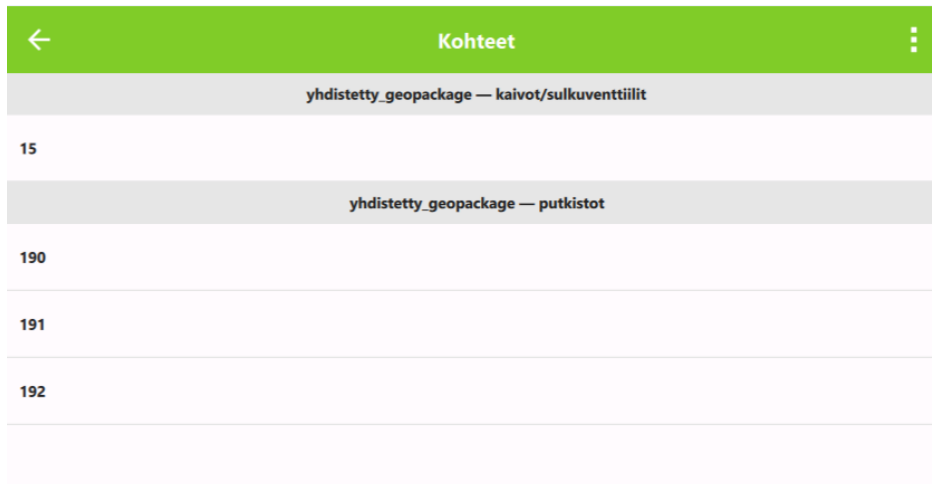 Kohteet
yhdistetty_geopackage — kaivot/sulkuventtiilit
15
yhdistetty_geopackage — putkistot
190
191
192